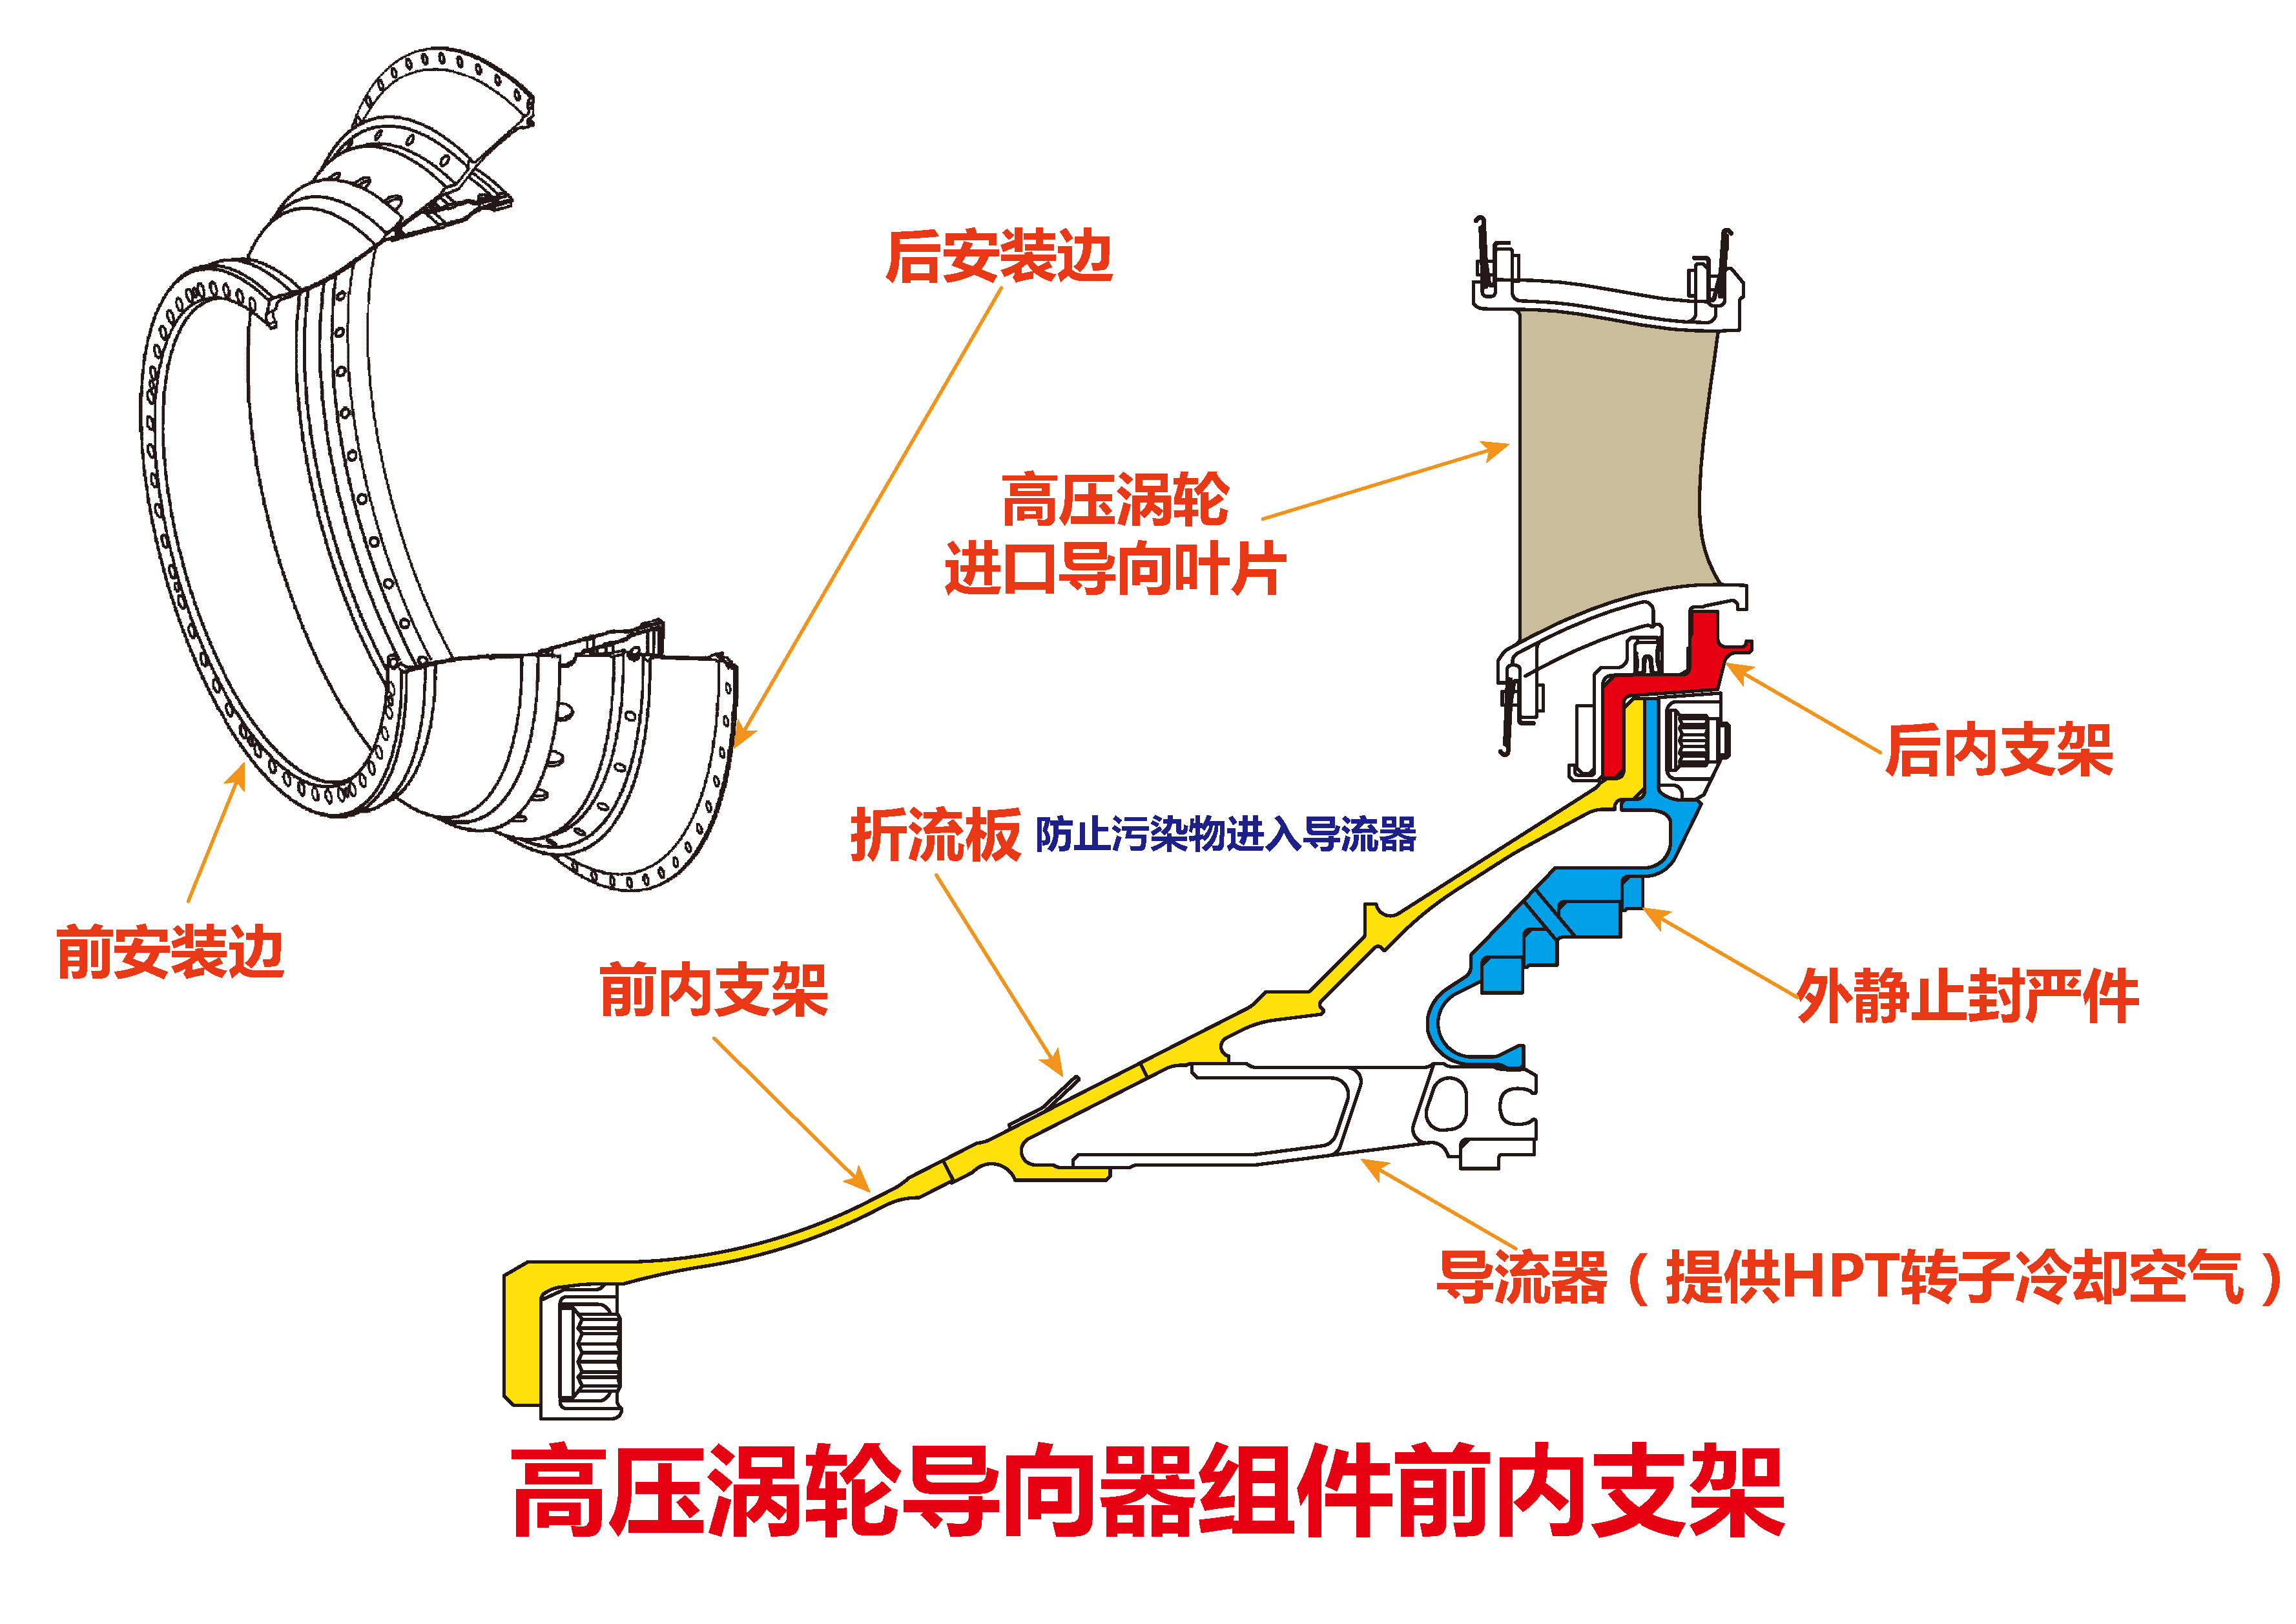 后安装边
高压涡轮
进口导向叶片
后内支架
折流板 防止污染物进入导流器
前安装边
前内支架
外静止封严件
导流器（提供HPT转子冷却空气）
高压涡轮导向器组件前内支架